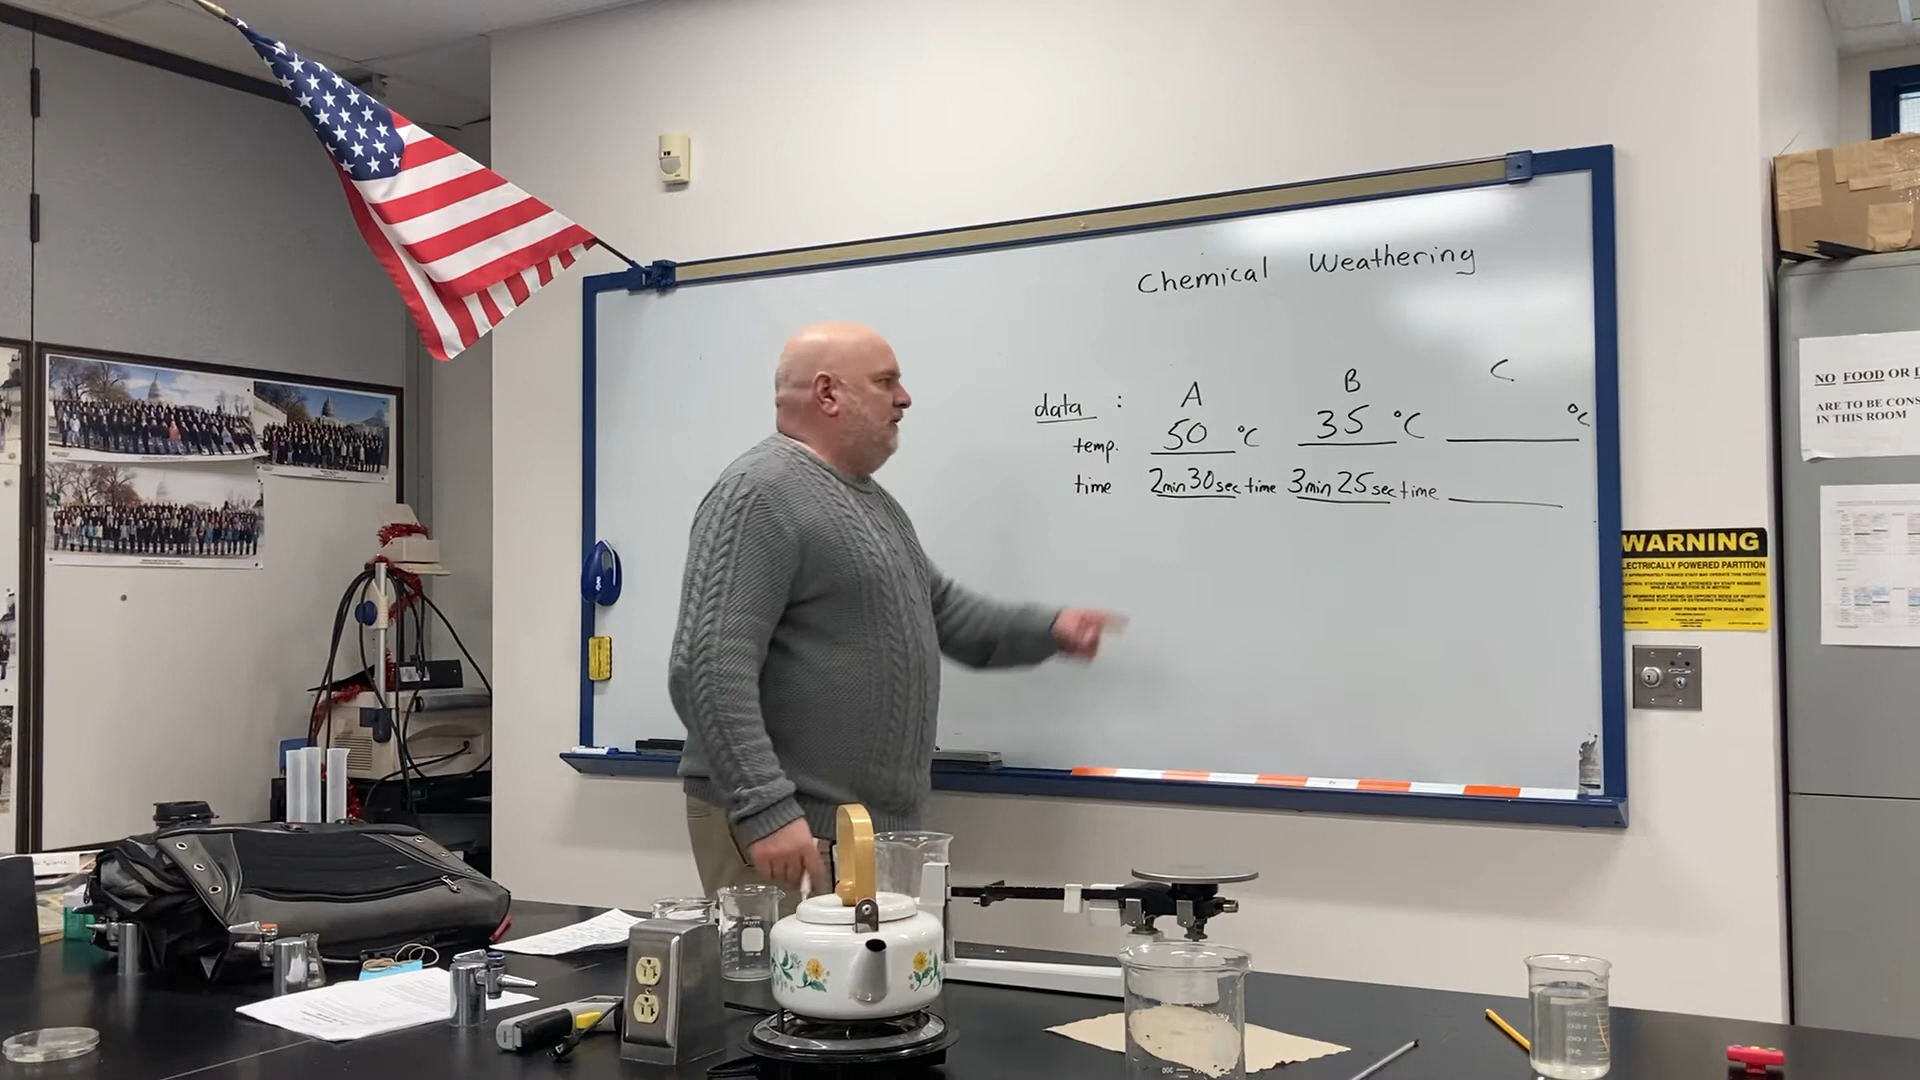 Chemical Weathering
data : A B C
temp. 50 °C 35 °C °C
time 2min 30sec time 3min 25sec time
NO FOOD OR
ARE TO BE CONS
IN THIS ROOM
WARNING
LECTRICALLY POWERED PARTITION